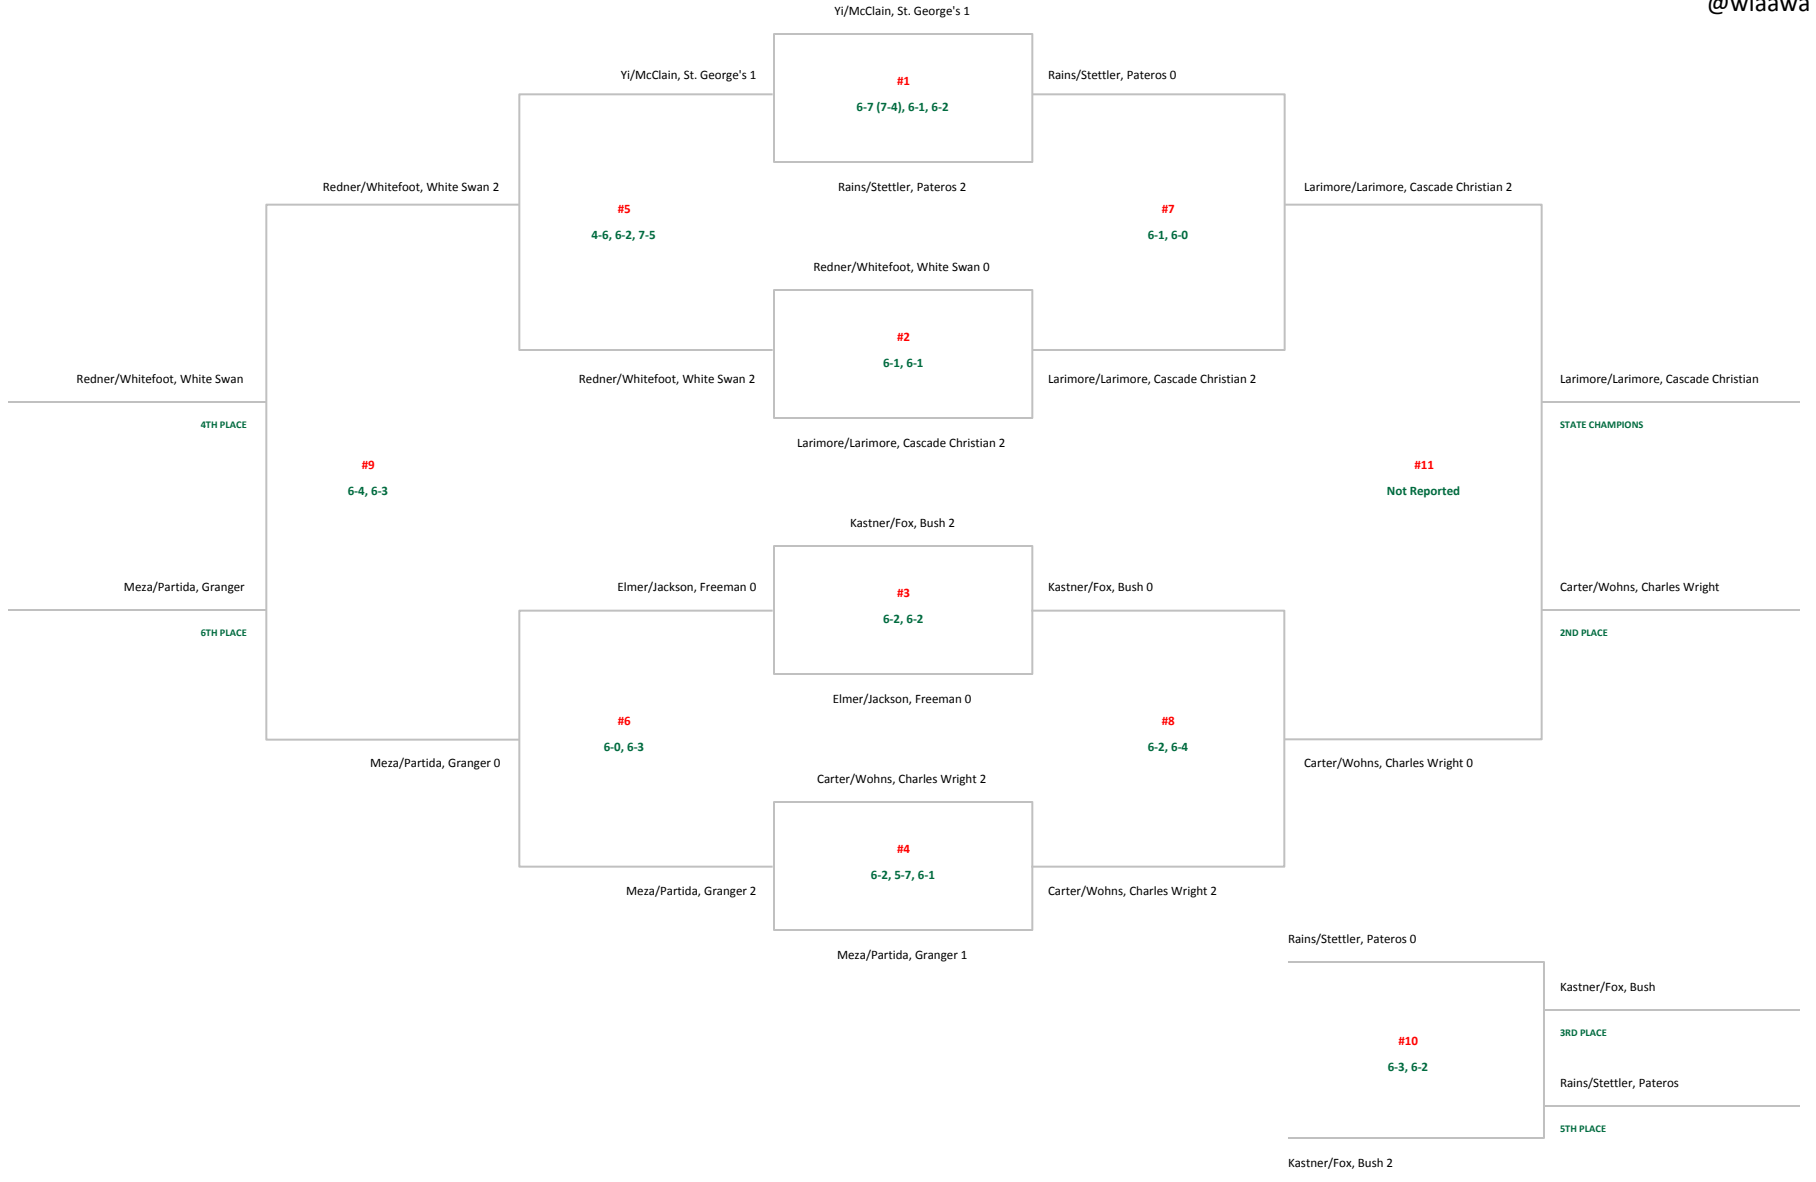 @wiaawa
Yi/McClain, St. George's 1
Yi/McClain, St. George's 1
#1
Rains/Stettler, Pateros 0
6-7 (7-4), 6-1, 6-2
Redner/Whitefoot, White Swan 2
Rains/Stettler, Pateros 2
Larimore/Larimore, Cascade Christian 2
#5
#7
4-6, 6-2, 7-5
6-1, 6-0
Redner/Whitefoot, White Swan 0
#2
6-1, 6-1
Redner/Whitefoot, White Swan
Redner/Whitefoot, White Swan 2
Larimore/Larimore, Cascade Christian 2
Larimore/Larimore, Cascade Christian
4TH PLACE
STATE CHAMPIONS
Larimore/Larimore, Cascade Christian 2
#9
#11
6-4, 6-3
Not Reported
Kastner/Fox, Bush 2
Meza/Partida, Granger
Elmer/Jackson, Freeman 0
#3
Kastner/Fox, Bush 0
Carter/Wohns, Charles Wright
6-2, 6-2
6TH PLACE
2ND PLACE
Elmer/Jackson, Freeman 0
#6
#8
6-0, 6-3
6-2, 6-4
Meza/Partida, Granger 0
Carter/Wohns, Charles Wright 0
Carter/Wohns, Charles Wright 2
#4
6-2, 5-7, 6-1
Meza/Partida, Granger 2
Carter/Wohns, Charles Wright 2
Meza/Partida, Granger 1
Rains/Stettler, Pateros 0
Kastner/Fox, Bush
3RD PLACE
#10
6-3, 6-2
Rains/Stettler, Pateros
5TH PLACE
Kastner/Fox, Bush 2